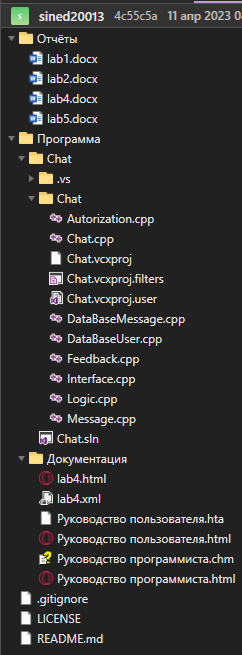 s sined20013 4c55c5a 11 апр 2023 0
Отчёты
lab1.docx
lab2.docx
lab4.docx
lab5.docx
Программа
Chat
.vs
Chat
Autorization.cpp
Chat.cpp
Chat.vcxproj
Chat.vcxproj.filters
Chat.vcxproj.user
DataBaseMessage.cpp
DataBaseUser.cpp
Feedback.cpp
Interface.cpp
Logic.cpp
Message.cpp
Chat.sln
Документация
lab4.html
lab4.xml
Руководство пользователя.hta
Руководство пользователя.html
Руководство программиста.chm
Руководство программиста.html
.gitignore
LICENSE
README.md